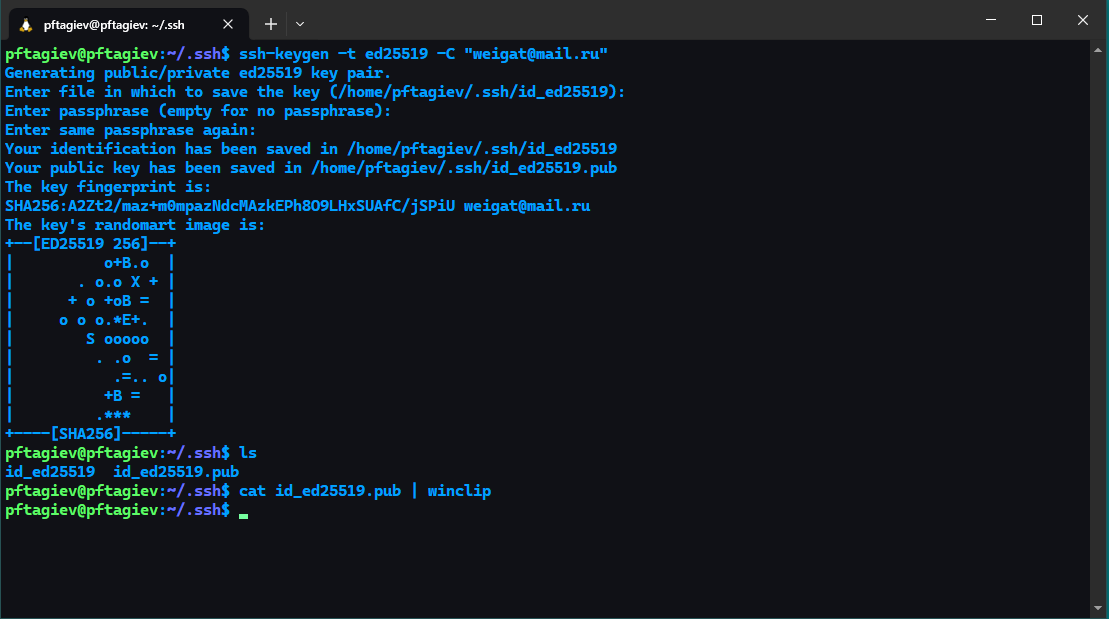 pftagiev@pftagiev: ~/.ssh
pftagiev@pftagiev:~/.ssh$ ssh-keygen -t ed25519 -C "weigat@mail.ru"
Generating public/private ed25519 key pair.
Enter file in which to save the key (/home/pftagiev/.ssh/id_ed25519):
Enter passphrase (empty for no passphrase):
Enter same passphrase again:
Your identification has been saved in /home/pftagiev/.ssh/id_ed25519
Your public key has been saved in /home/pftagiev/.ssh/id_ed25519.pub
The key fingerprint is:
SHA256:A2Zt2/maz+m0mpazNdcMAzkEPh8O9LHxSUAfC/jSPiU weigat@mail.ru
The key's randomart image is:
+--[ED25519 256]--+
|          o+B.o  |
|       . o.o X + |
|      + o +oB =  |
|     o o o.*E+.  |
|        S ooooo  |
|         . .o  = |
|           .=.. o|
|          +B =   |
|         .***    |
+----[SHA256]-----+
pftagiev@pftagiev:~/.ssh$ ls
id_ed25519  id_ed25519.pub
pftagiev@pftagiev:~/.ssh$ cat id_ed25519.pub | winclip
pftagiev@pftagiev:~/.ssh$